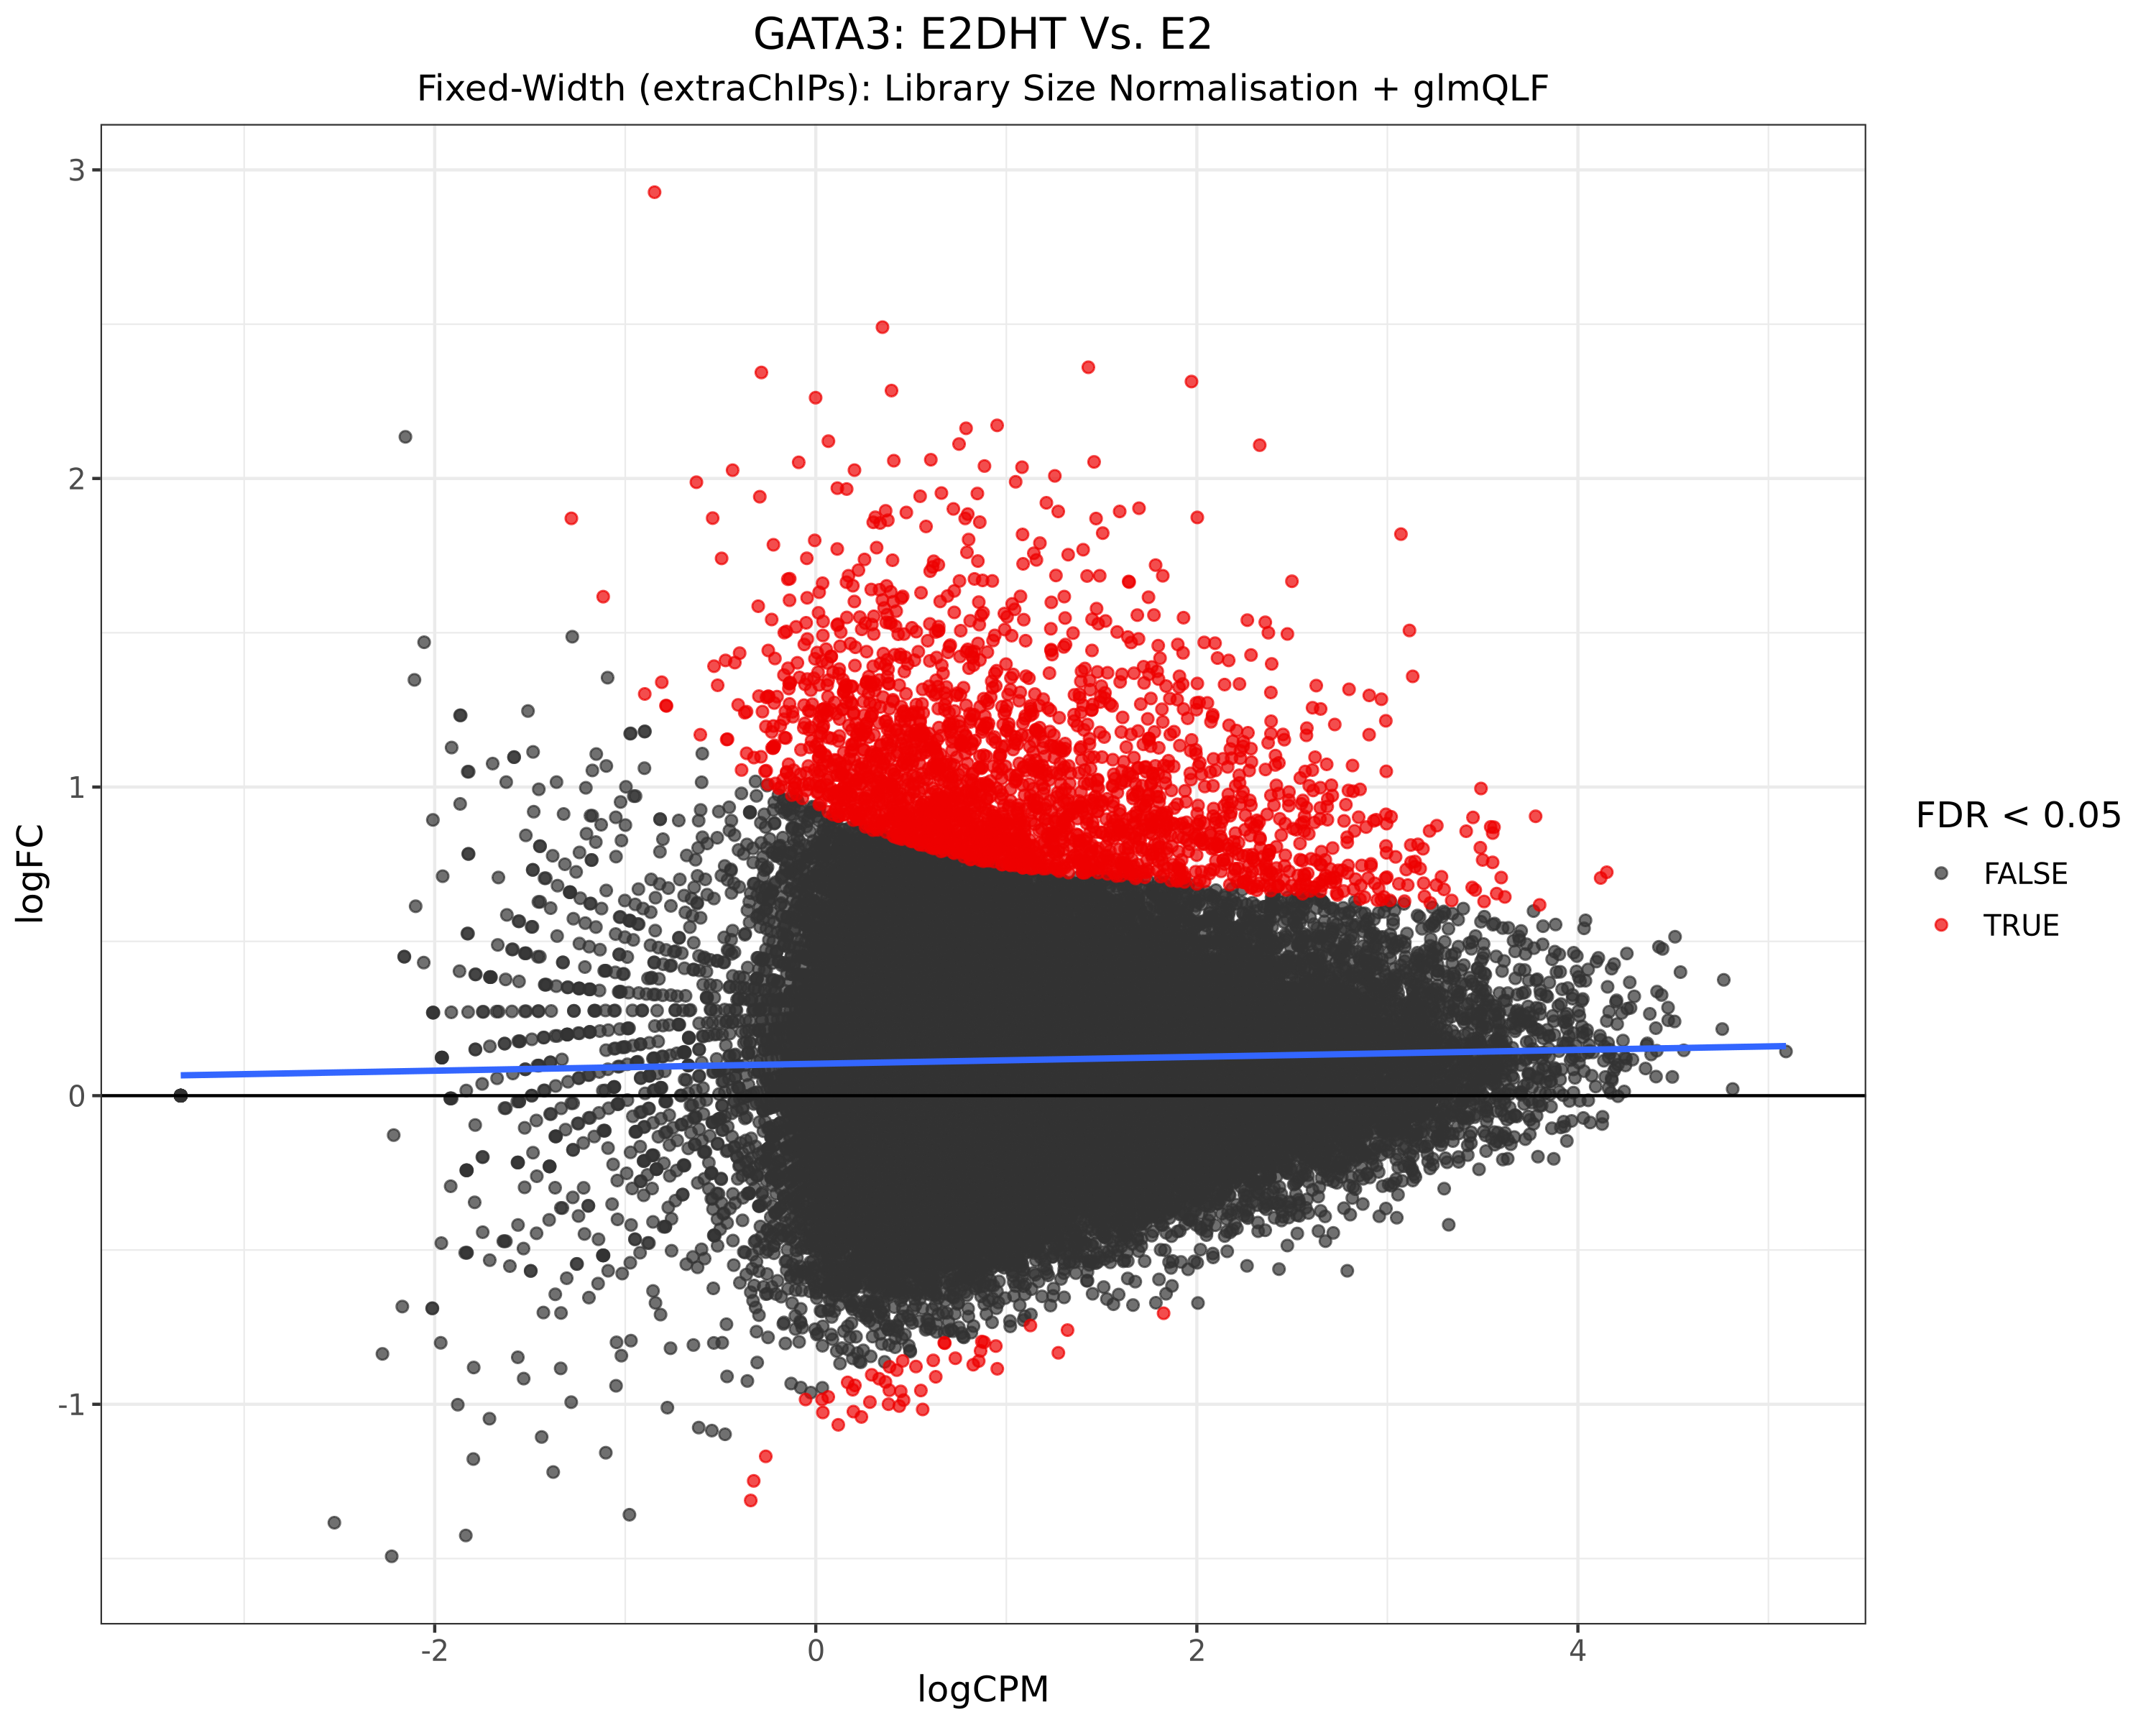 GATA3: E2DHT Vs. E2
Fixed-Width (extraChIPs): Library Size Normalisation + glmQLF
3
2
1
0
-1
logFC
-2
0
2
4
logCPM
FDR < 0.05
FALSE
TRUE